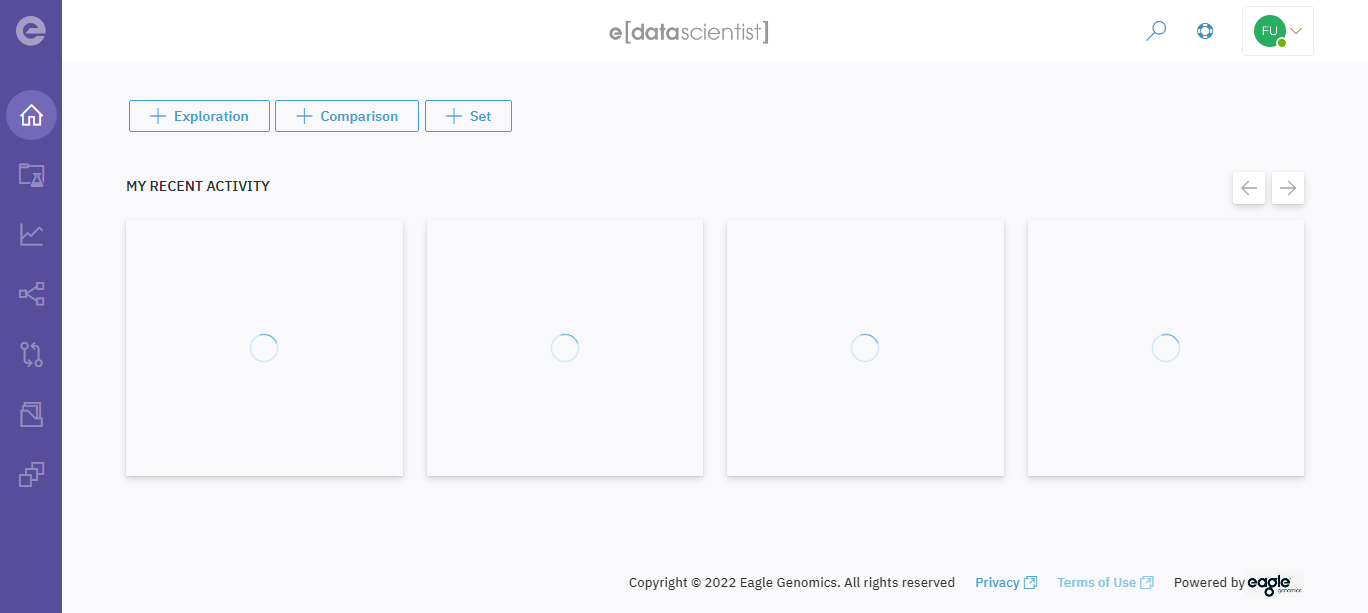 e[datascientist]
FU
Exploration
Comparison
Set
MY RECENT ACTIVITY
Copyright © 2022 Eagle Genomics. All rights reserved Privacy Terms of Use Powered by eagle genomics